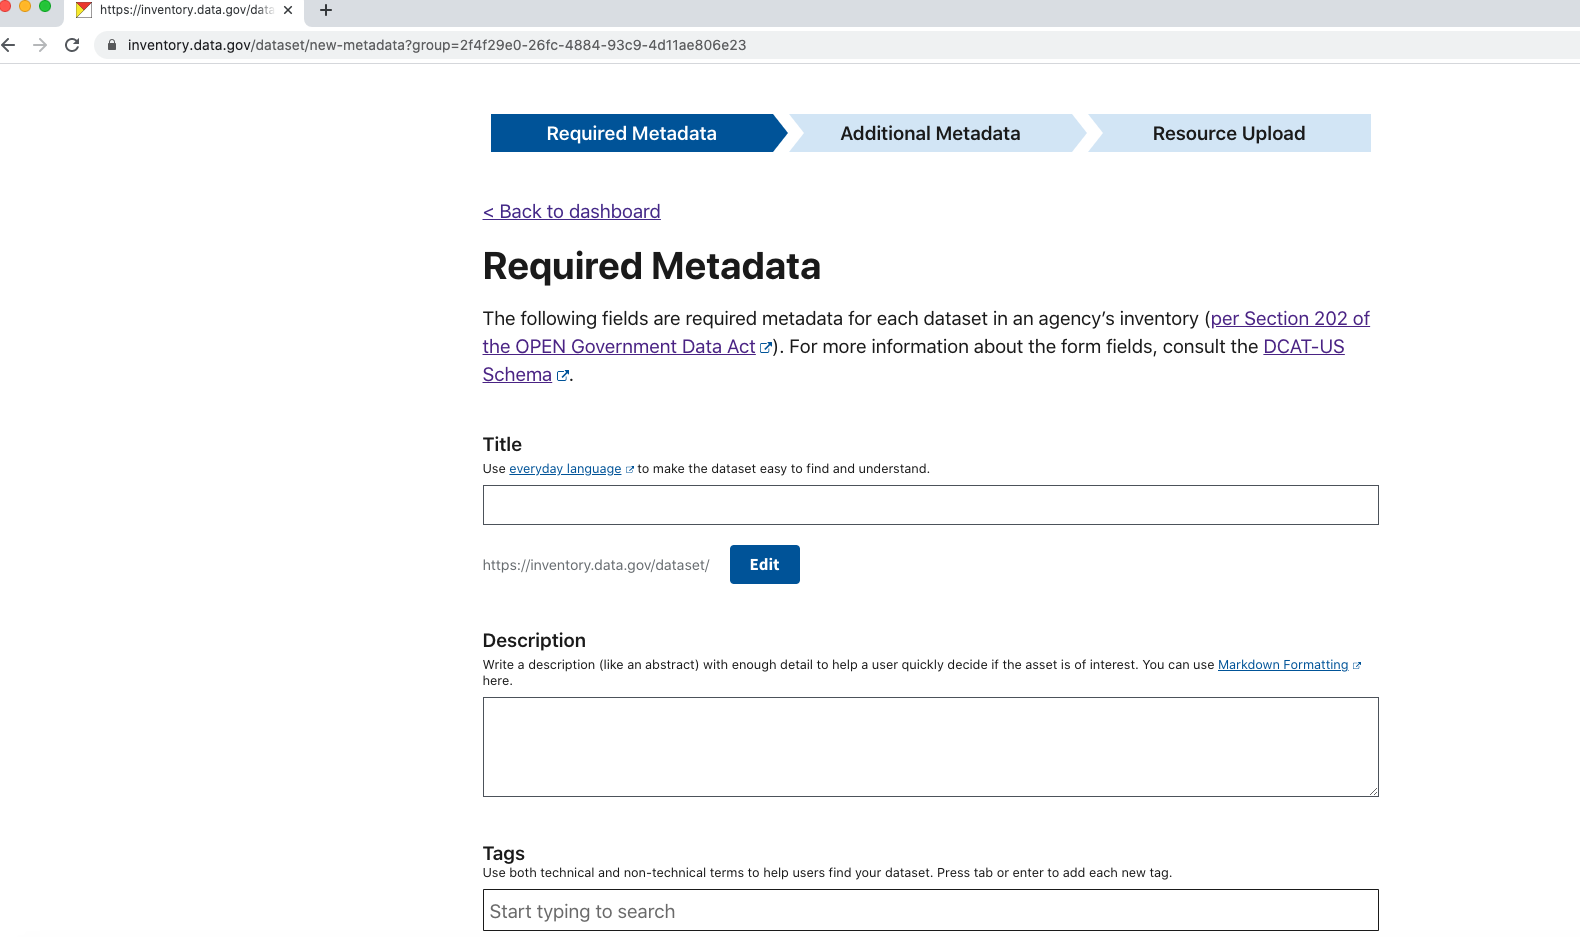 https://inventory.data.gov/data
inventory.data.gov/dataset/new-metadata?group=2f4f29e0-26fc-4884-93c9-4d11ae806e23
Required Metadata Additional Metadata Resource Upload
< Back to dashboard
Required Metadata
The following fields are required metadata for each dataset in an agency’s inventory (per Section 202 of
the OPEN Government Data Act). For more information about the form fields, consult the DCAT-US
Schema.
Title
Use everyday language to make the dataset easy to find and understand.
https://inventory.data.gov/dataset/ Edit
Description
Write a description (like an abstract) with enough detail to help a user quickly decide if the asset is of interest. You can use Markdown Formatting
here.
Tags
Use both technical and non-technical terms to help users find your dataset. Press tab or enter to add each new tag.
Start typing to search